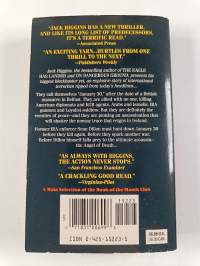 "JACK HIGGINS HAS A NEW THRILLER,
AND LIKE ITS LONG LIST OF PREDECESSORS,
IT'S A TERRIFIC READ."
—Associated Press
"AN EXCITING YARN...HURTLES FROM ONE
THRILL TO THE NEXT."
—Publishers Weekly
Jack Higgins, the bestselling author of THE EAGLE
HAS LANDED and ON DANGEROUS GROUND, presents his
biggest blockbuster yet, an explosive story of international
terrorism ripped from today's headlines...
They call themselves "January 30," after the date of a Britain
massacre in Belfast. They are allied with no one, killing
American diplomats and KGB agents, Arabs and Israelis, IRA
gunmen and London soldiers. But they are definitely the
enemies of peace—and they are plotting an assassination that
will shatter the uneasy truce that reigns in Ireland.
Former IRA enforcer Sean Dillon must hunt down January 30
before they kill again. Before they spark another war.
Before Dillon himself falls prey to the ultimate assassin—
the Angel of Death...
"AS ALWAYS WITH HIGGINS,
THE ACTION NEVER STOPS."
—San Francisco Examiner
"A CRACKLING GOOD READ."
—Virginian-Pilot
A Main Selection of the Book-of-the-Month Club
ISBN 0-425-16223-5